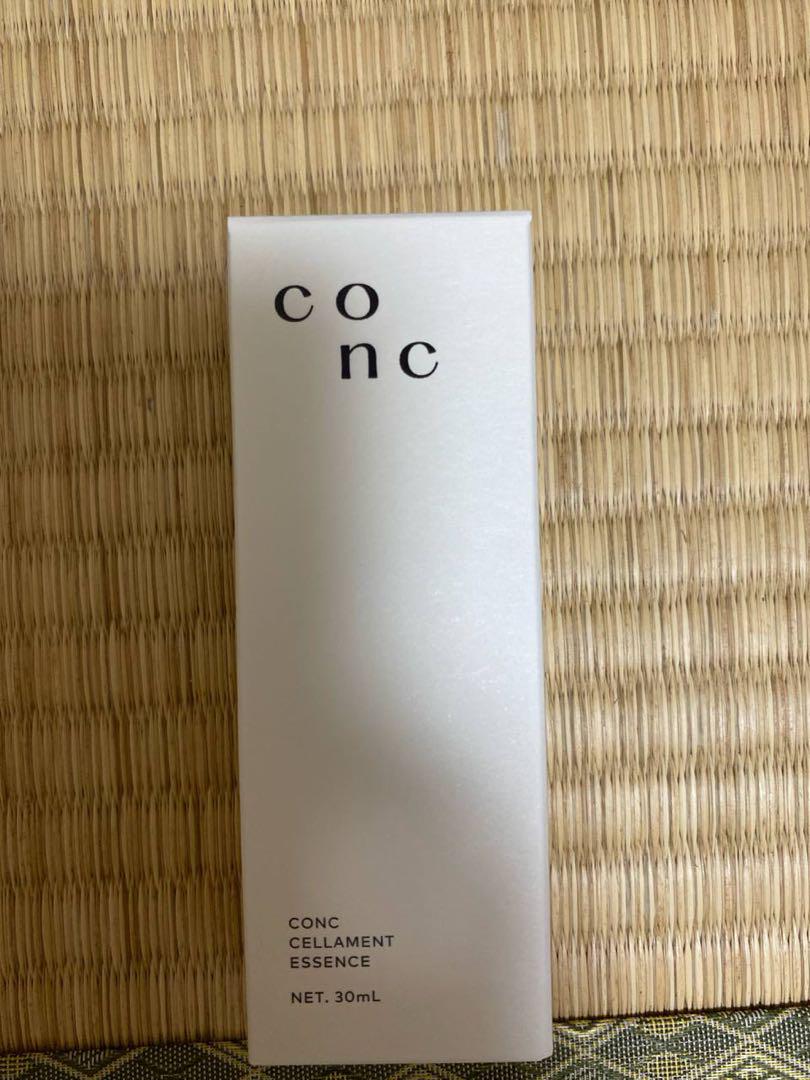 co
nc
CONC
CELLAMENT
ESSENCE
NET. 30mL